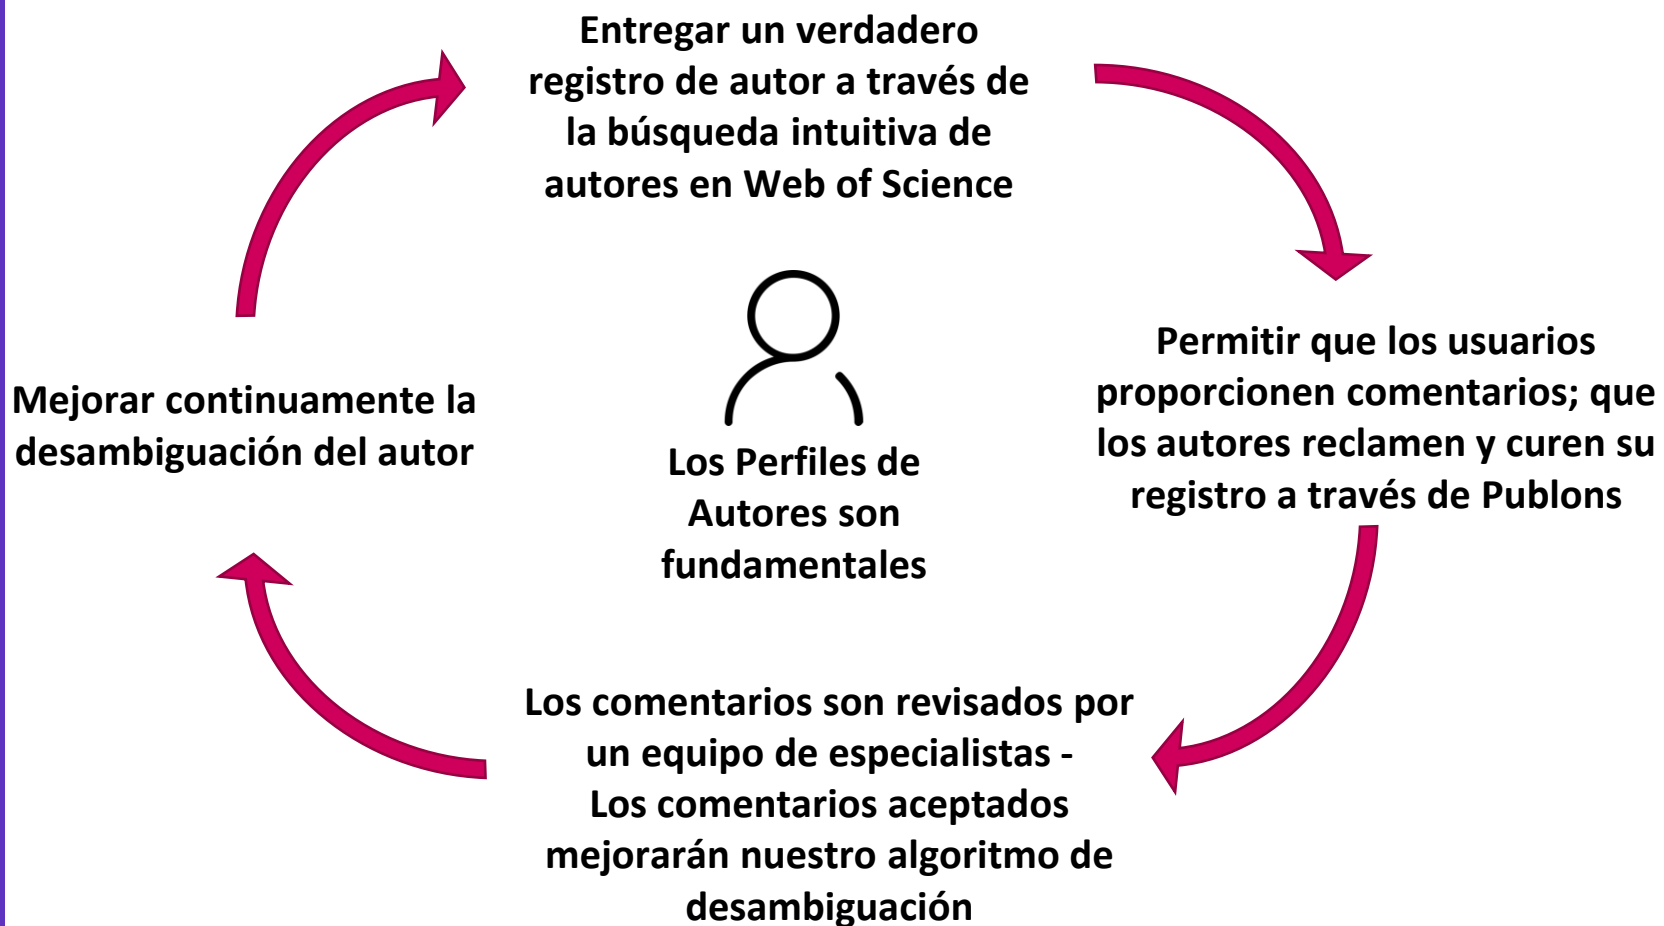 Entregar un verdadero
registro de autor a través de
la búsqueda intuitiva de
autores en Web of Science
Permitir que los usuarios
proporcionen comentarios; que
los autores reclamen y curen su
registro a través de Publons
Los comentarios son revisados por
un equipo de especialistas -
Los comentarios aceptados
mejorarán nuestro algoritmo de
desambiguación
Mejorar continuamente la
desambiguación del autor
Los Perfiles de
Autores son
fundamentales